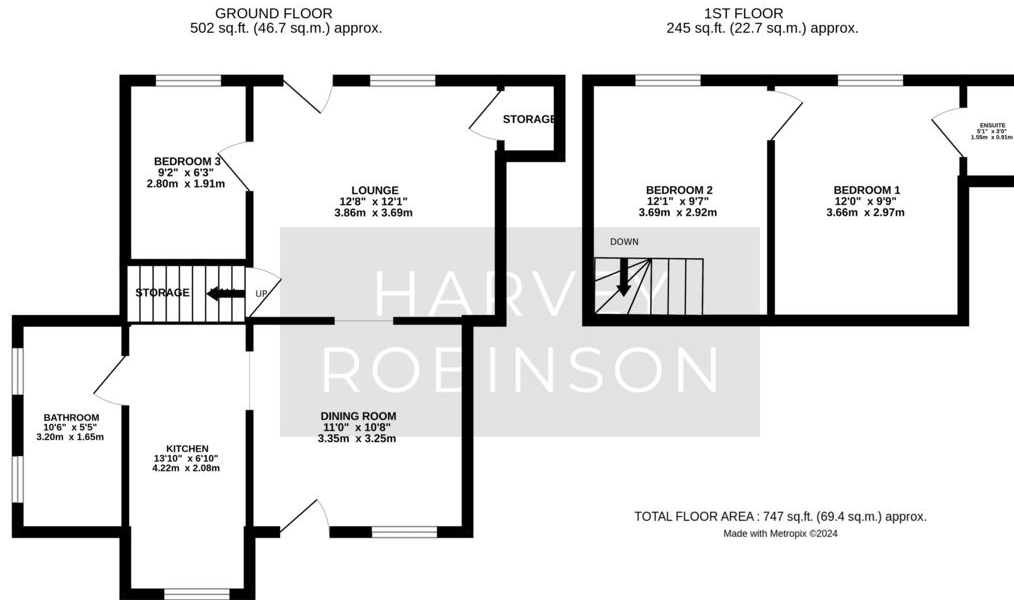 GROUND FLOOR
502 sq.ft. (46.7 sq.m.) approx.
1ST FLOOR
245 sq.ft. (22.7 sq.m.) approx.
STORAGE
BEDROOM 3
9'2" x 6'3"
2.80m x 1.91m
LOUNGE
12'8" x 12'1"
3.86m x 3.69m
STORAGE
UP
BATHROOM
10'6" x 5'5"
3.20m x 1.65m
KITCHEN
13'10" x 6'10"
4.22m x 2.08m
DINING ROOM
11'0" x 10'8"
3.35m x 3.25m
BEDROOM 2
12'1" x 9'7"
3.69m x 2.92m
DOWN
BEDROOM 1
12'0" x 9'9"
3.66m x 2.97m
ENSUITE
5'1" x 3'0"
1.55m x 0.91m
HARVEY
ROBINSON
TOTAL FLOOR AREA : 747 sq.ft. (69.4 sq.m.) approx.
Made with Metropix ©2024